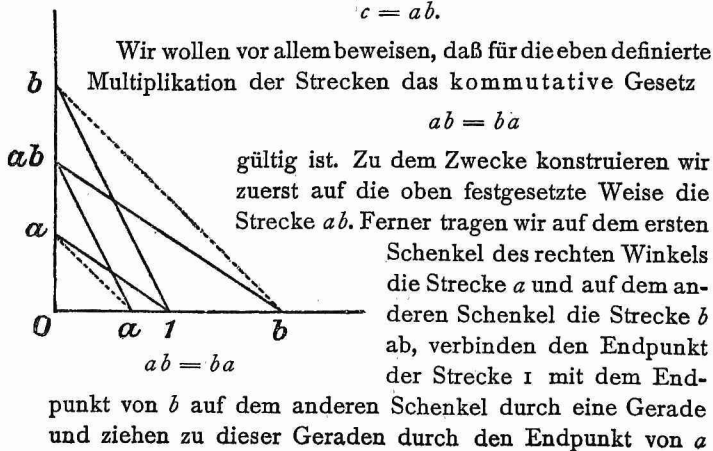 c = ab.
Wir wollen vor allem beweisen, daß für die eben definierte
Multiplikation der Strecken das kommutative Gesetz
ab = ba
gültig ist. Zu dem Zwecke konstruieren wir
zuerst auf die oben festgesetzte Weise die
Strecke ab. Ferner tragen wir auf dem ersten
Schenkel des rechten Winkels
die Strecke a und auf dem an-
deren Schenkel die Strecke b
ab, verbinden den Endpunkt
der Strecke 1 mit dem End-
punkt von b auf dem anderen Schenkel durch eine Gerade
und ziehen zu dieser Geraden durch den Endpunkt von a
b
ab
a
0 a 1 b
ab = ba